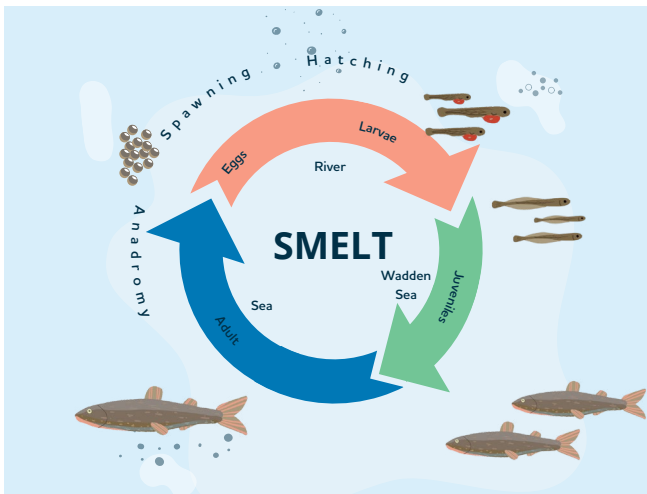 Spawning
Hatching
Eggs
Larvae
River
Anadromy
SMELT
Wadden
Sea
Juveniles
Sea
Adult